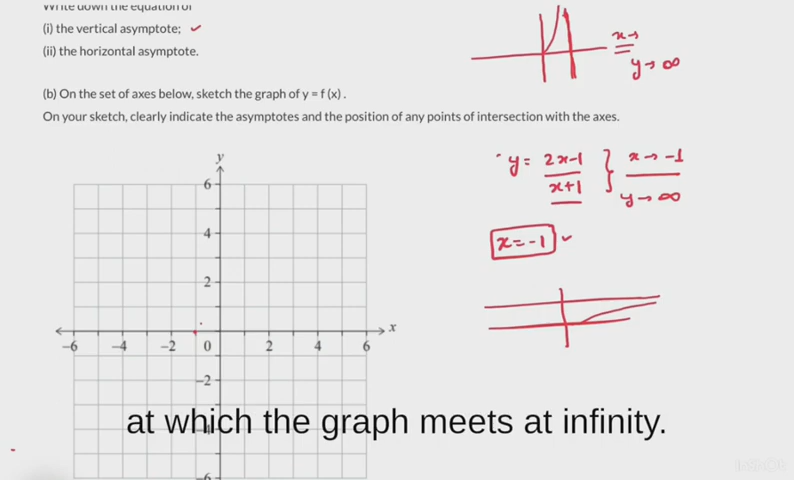 Write down the equation of
(i) the vertical asymptote; ✓
(ii) the horizontal asymptote.
x→
y→∞
(b) On the set of axes below, sketch the graph of y = f (x) .
On your sketch, clearly indicate the asymptotes and the position of any points of intersection with the axes.
y = 2x-1 / x+1 } x→-1
y→∞
x=-1 ✓
y
6
4
2
x
-6 -4 -2 0 2 4 6
-2
-6
at which the graph meets at infinity.